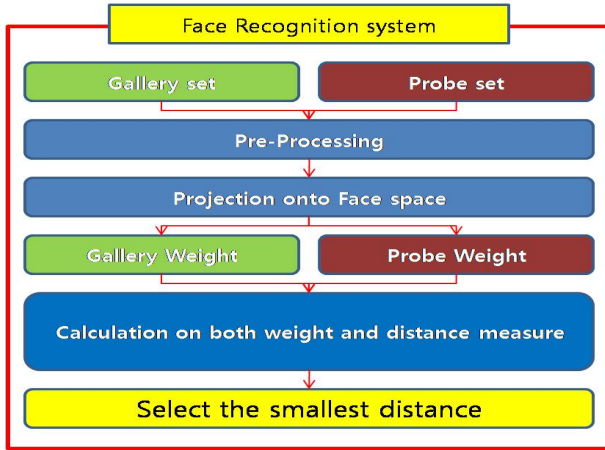 Face Recognition system
Gallery set
Probe set
Pre-Processing
Projection onto Face space
Gallery Weight
Probe Weight
Calculation on both weight and distance measure
Select the smallest distance